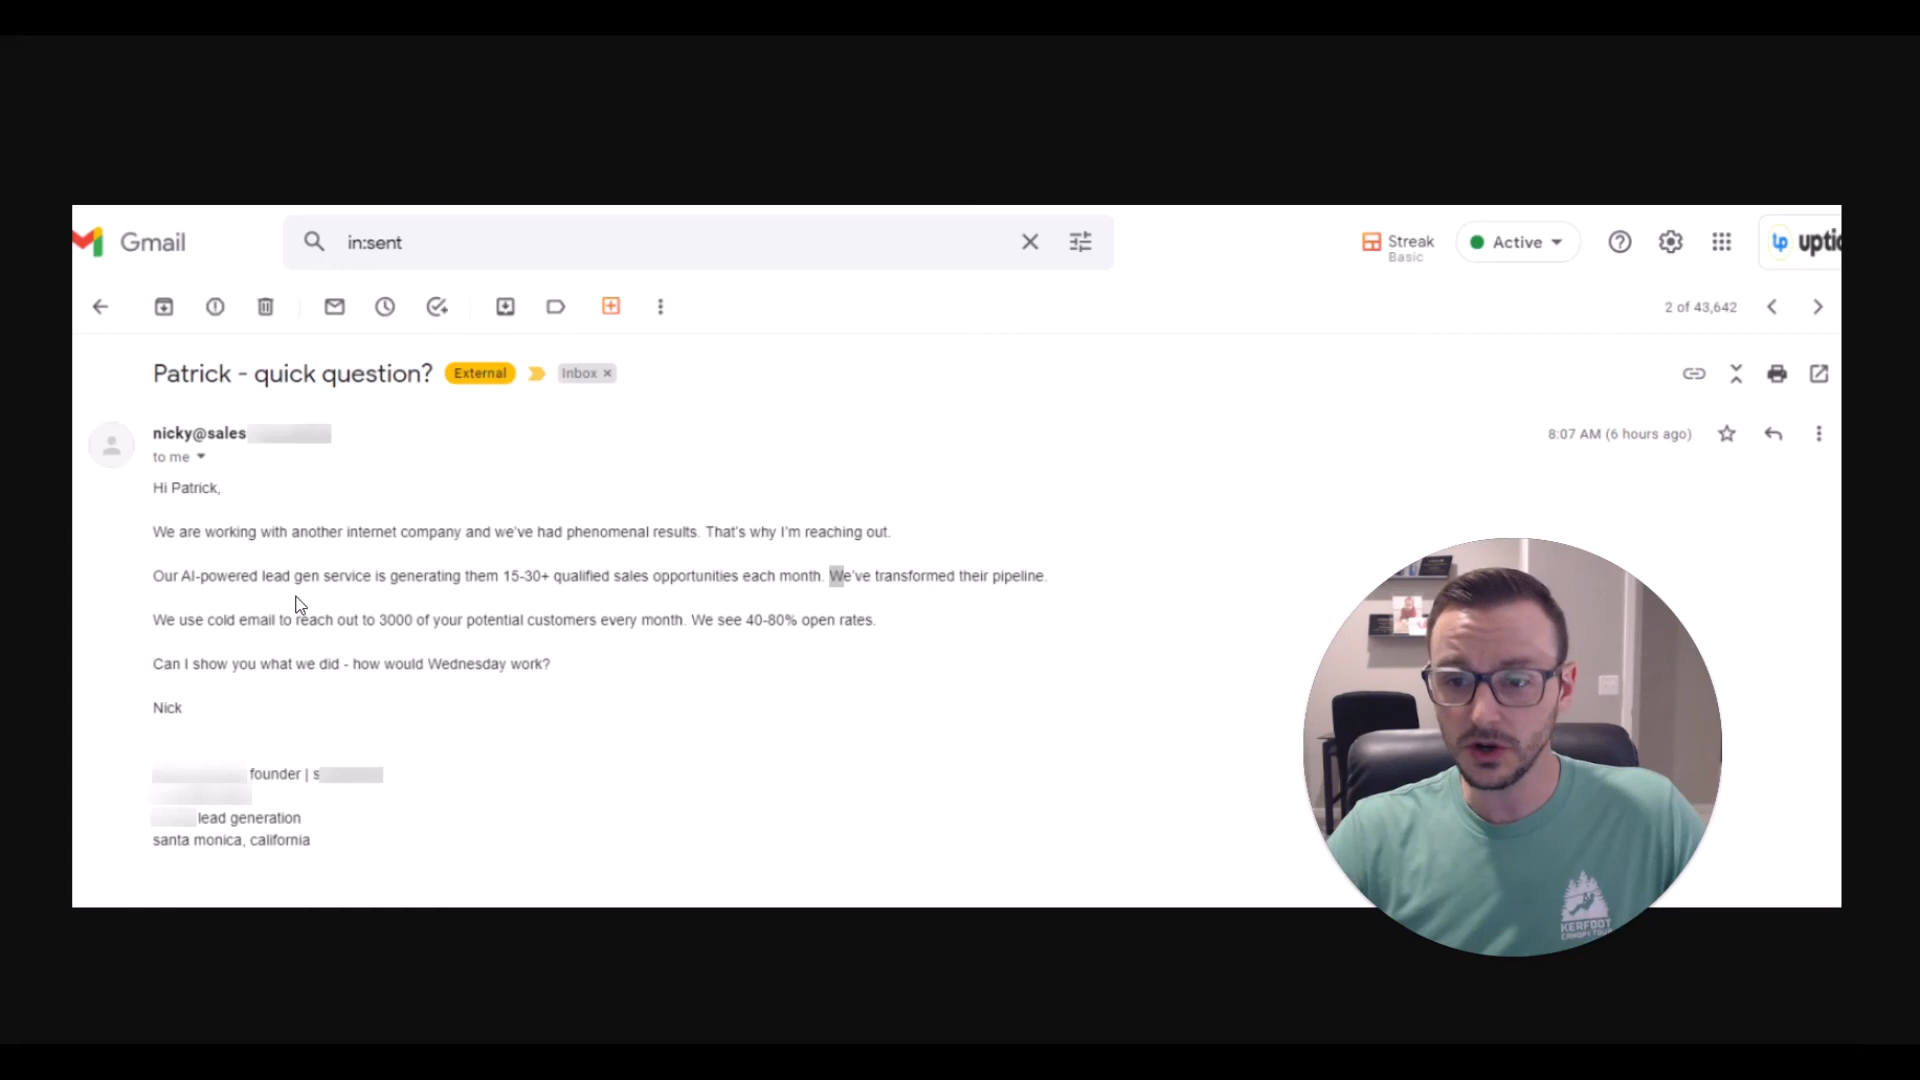 Gmail
in:sent
Streak
Basic
Active
2 of 43,642
Patrick - quick question?
External
Inbox ×
nicky@sales
8:07 AM (6 hours ago)
to me
Hi Patrick,
We are working with another internet company and we've had phenomenal results. That's why I'm reaching out.
Our AI-powered lead gen service is generating them 15-30+ qualified sales opportunities each month. We've transformed their pipeline.
We use cold email to reach out to 3000 of your potential customers every month. We see 40-80% open rates.
Can I show you what we did - how would Wednesday work?
Nick
founder | s
lead generation
santa monica, california
KERFOOT
CANOPY TOUR